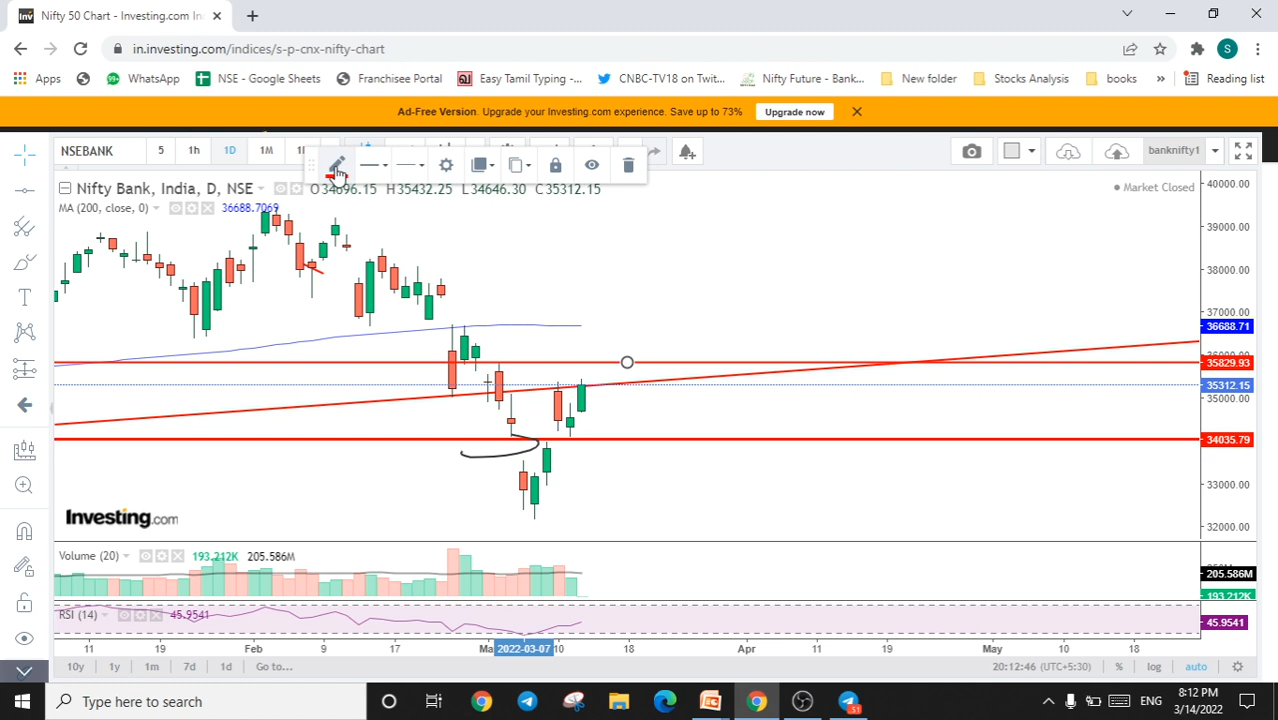 Nifty 50 Chart - Investing.com In
in.investing.com/indices/s-p-cnx-nifty-chart
S
Apps
WhatsApp
NSE - Google Sheets
Franchisee Portal
Easy Tamil Typing -...
CNBC-TV18 on Twit...
Nifty Future - Bank...
New folder
Stocks Analysis
books
»
Reading list
Ad-Free Version. Upgrade your Investing.com experience. Save up to 73%
Upgrade now
NSEBANK
5
1h
1D
1M
banknifty1
Nifty Bank, India, D, NSE
O34696.15 H35432.25 L34646.30 C35312.15
Market Closed
MA (200, close, 0)
36688.7069
40000.00
39000.00
38000.00
37000.00
36688.71
35829.93
35312.15
35000.00
34035.79
33000.00
32000.00
Investing.com
Volume (20)
193.212K
205.586M
205.586M
193.212K
RSI (14)
45.9541
45.9541
11
19
Feb
9
17
2022-03-07
10
18
Apr
11
19
May
10
18
10y
1y
1m
7d
1d
Go to...
20:12:46 (UTC+5:30)
%
log
auto
Type here to search
51
ENG
8:12 PM
3/14/2022